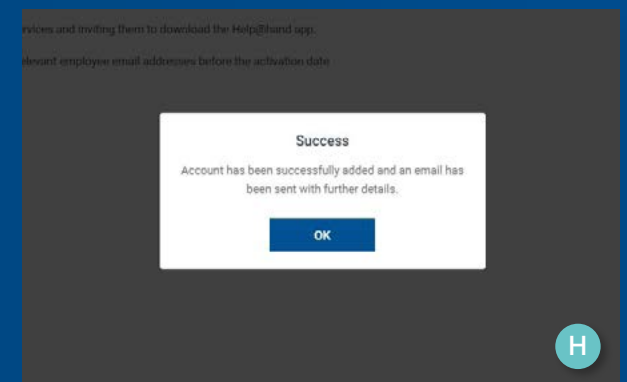 rvices and inviting them to download the Help@hand app.
elevant employee email addresses before the activation date
Success
Account has been successfully added and an email has
been sent with further details.
OK
H